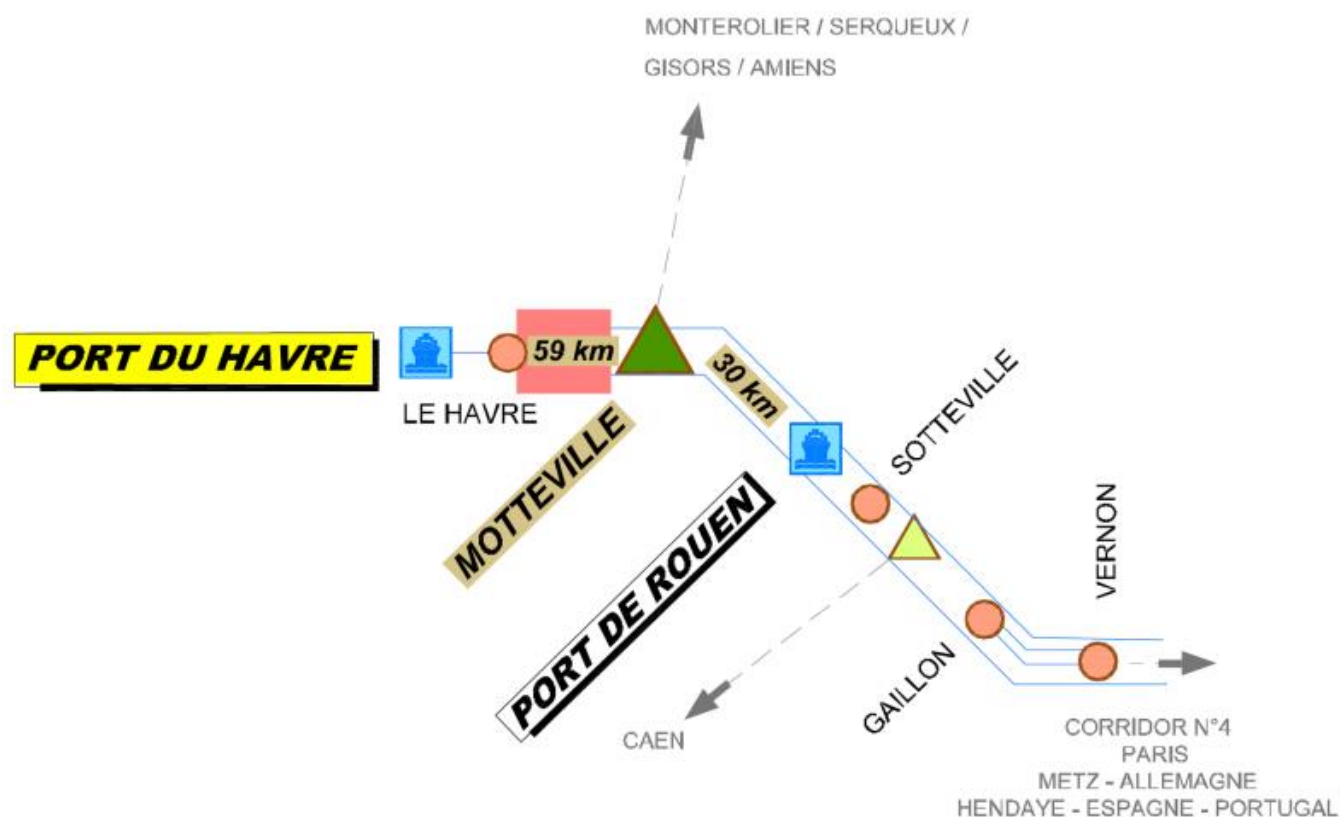 MONTEROLIER / SERQUEUX /
GISORS / AMIENS
PORT DU HAVRE
59 km
30 km
LE HAVRE
MOTTEVILLE
SOTTEVILLE
PORT DE ROUEN
VERNON
GAILLON
CAEN
CORRIDOR N°4
PARIS
METZ - ALLEMAGNE
HENDAYE - ESPAGNE - PORTUGAL